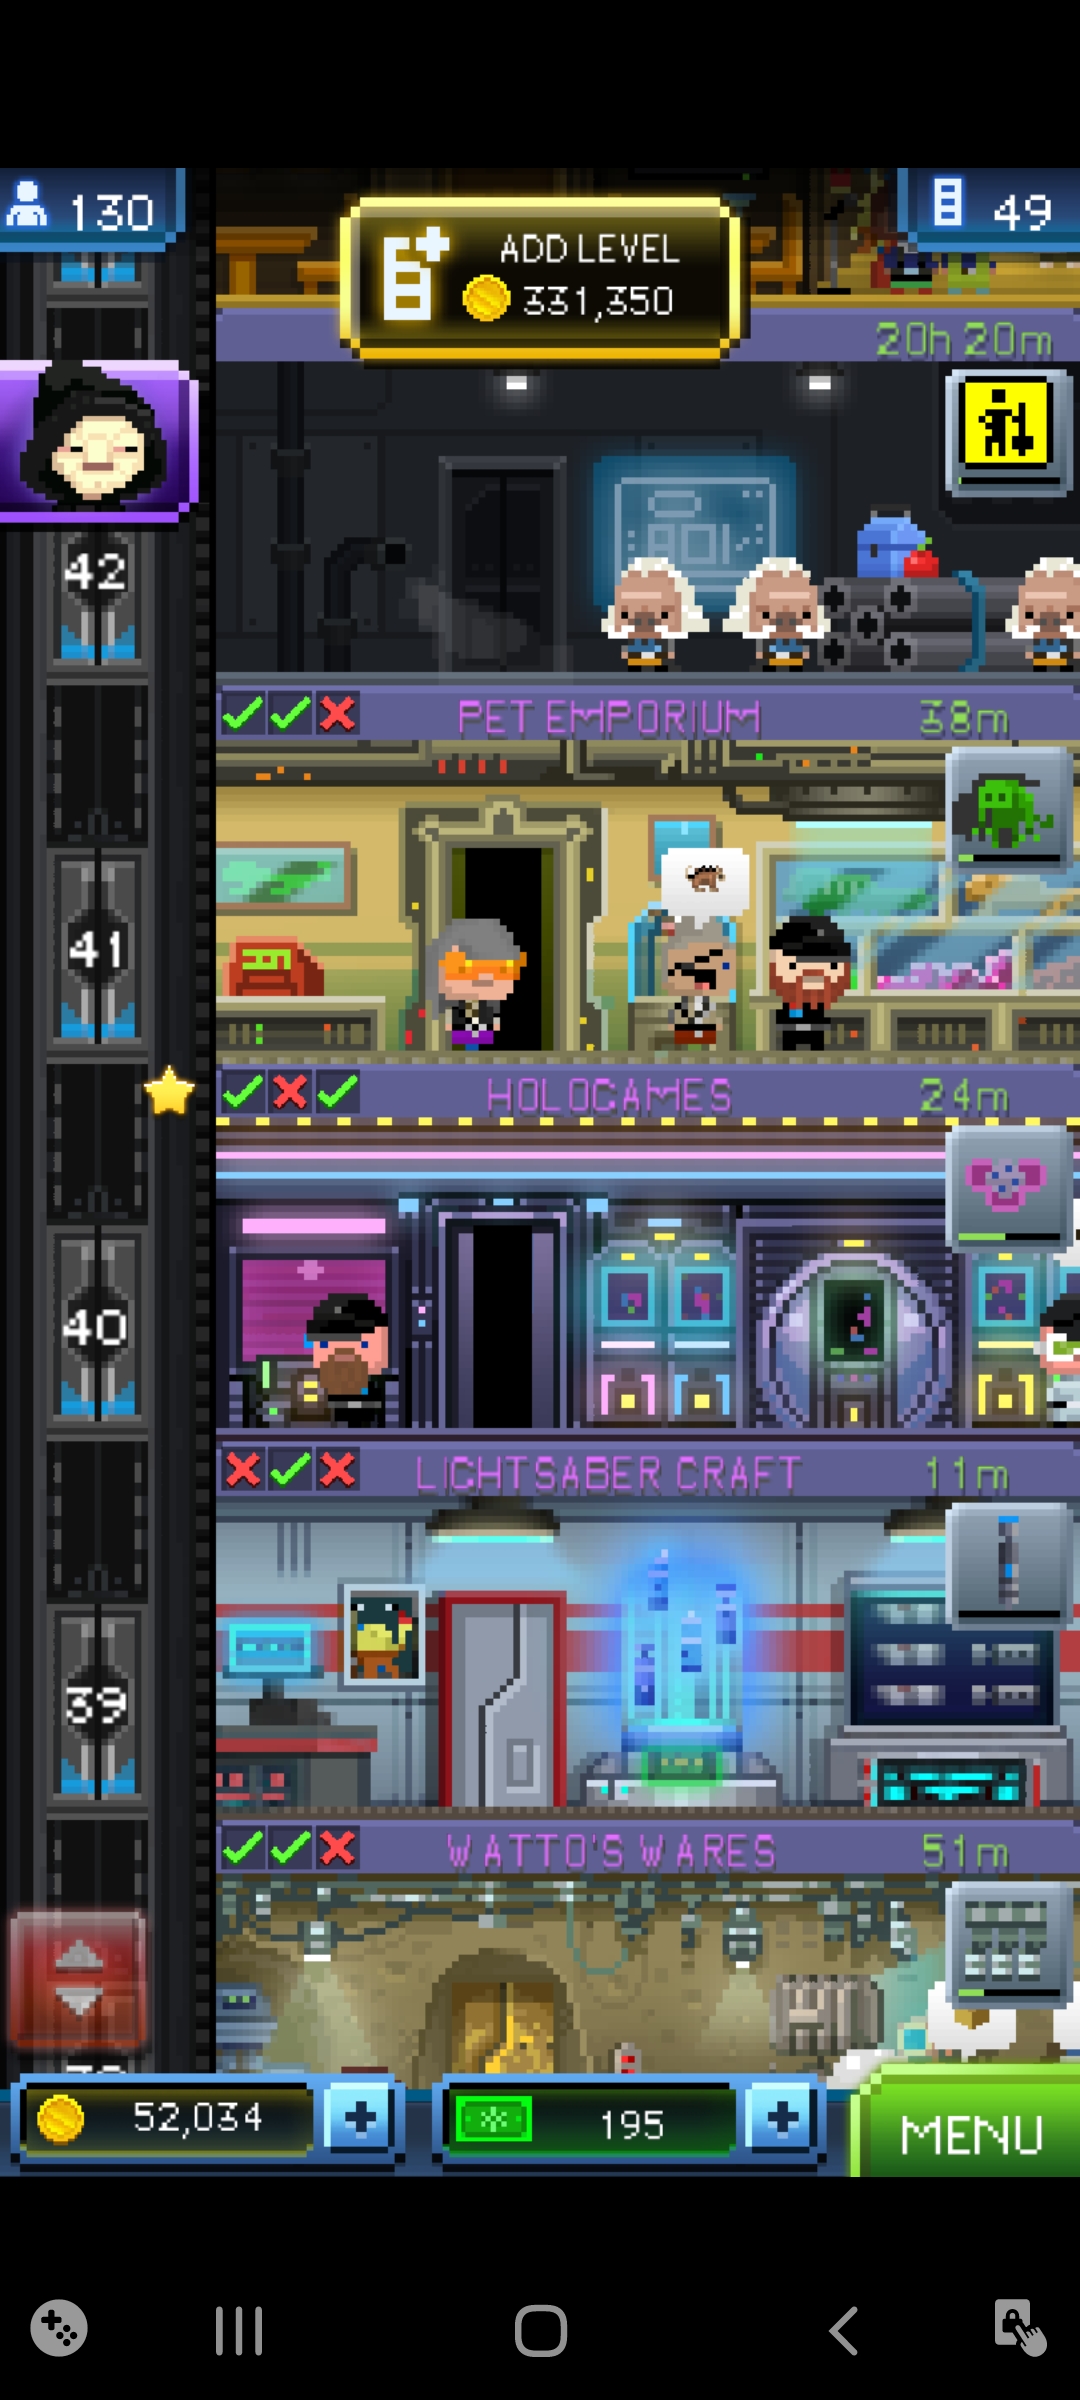 130
ADD LEVEL
331,350
49
20h 20m
42
PET EMPORIUM 38m
41
HOLOGAMES 24m
40
LIGHTSABER CRAFT 11m
39
WATTO'S WARES 51m
52,034
195
MENU